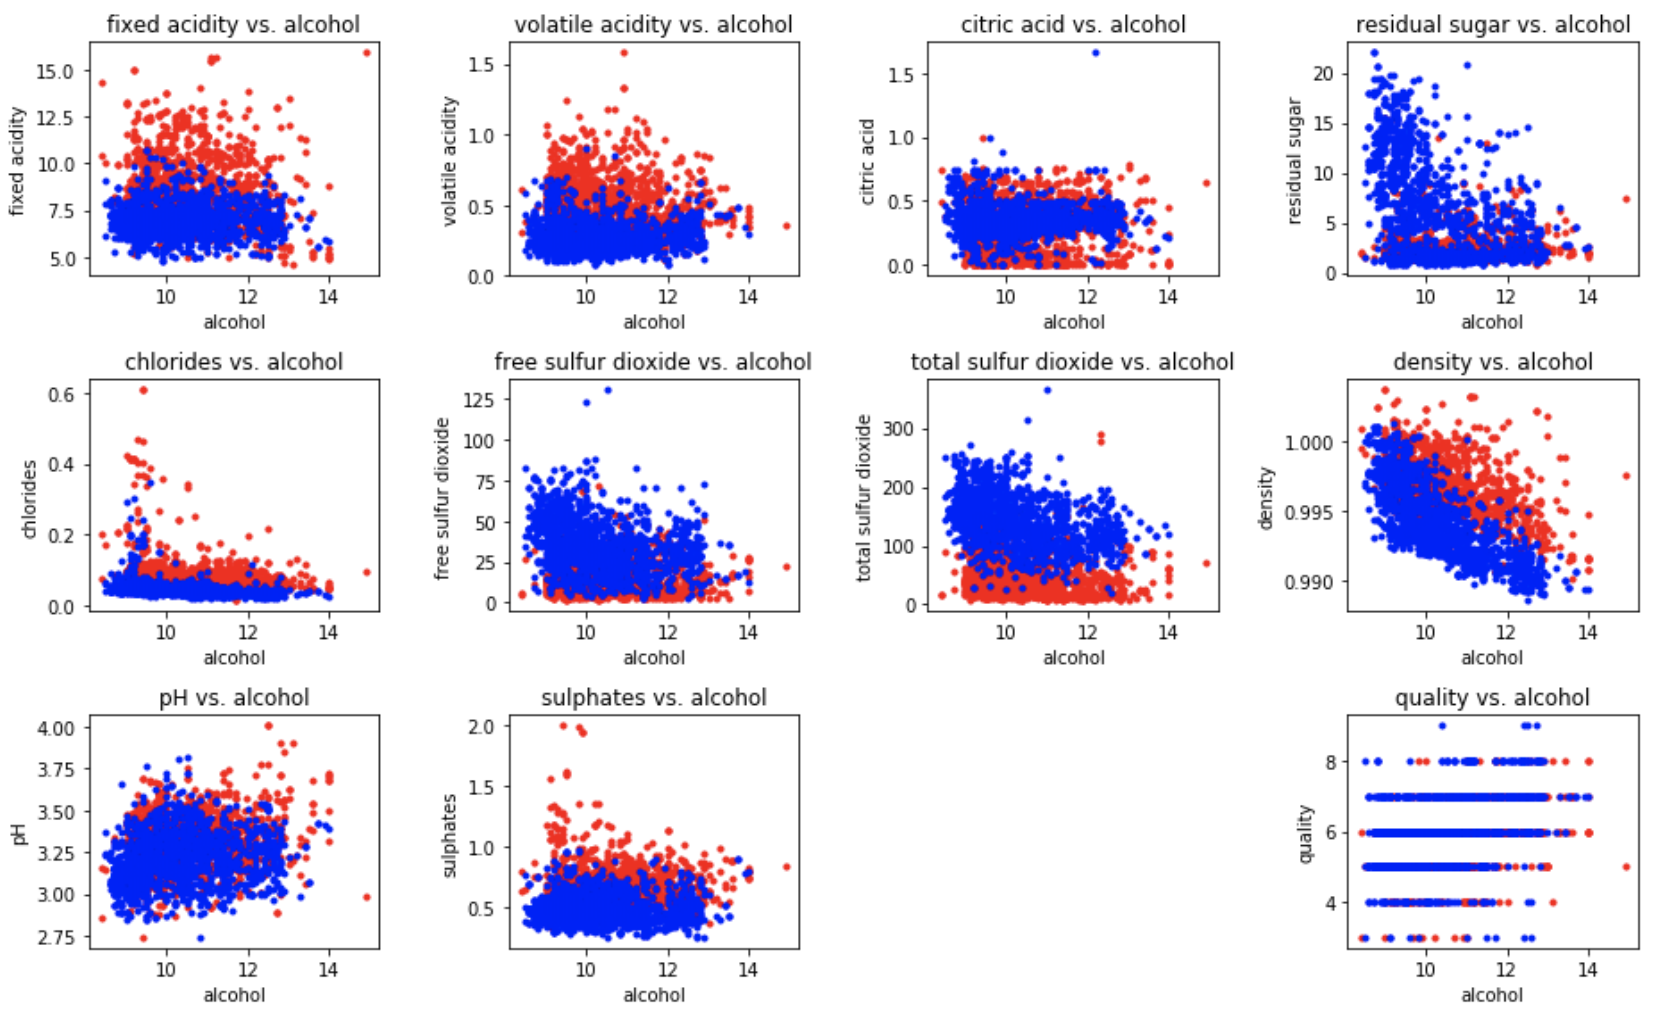 fixed acidity vs. alcohol
fixed acidity
15.0
12.5
10.0
7.5
5.0
10 12 14
alcohol
volatile acidity vs. alcohol
volatile acidity
1.5
1.0
0.5
0.0
10 12 14
alcohol
citric acid vs. alcohol
citric acid
1.5
1.0
0.5
0.0
10 12 14
alcohol
residual sugar vs. alcohol
residual sugar
20
15
10
5
0
10 12 14
alcohol
chlorides vs. alcohol
chlorides
0.6
0.4
0.2
0.0
10 12 14
alcohol
free sulfur dioxide vs. alcohol
free sulfur dioxide
125
100
75
50
25
0
10 12 14
alcohol
total sulfur dioxide vs. alcohol
total sulfur dioxide
300
200
100
0
10 12 14
alcohol
density vs. alcohol
density
1.000
0.995
0.990
10 12 14
alcohol
pH vs. alcohol
pH
4.00
3.75
3.50
3.25
3.00
2.75
10 12 14
alcohol
sulphates vs. alcohol
sulphates
2.0
1.5
1.0
0.5
10 12 14
alcohol
quality vs. alcohol
quality
8
6
4
10 12 14
alcohol